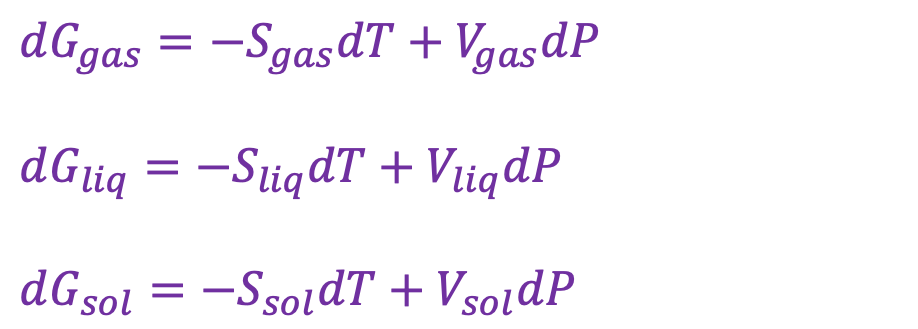 dG_gas = −S_gas dT + V_gas dP
dG_liq = −S_liq dT + V_liq dP
dG_sol = −S_sol dT + V_sol dP